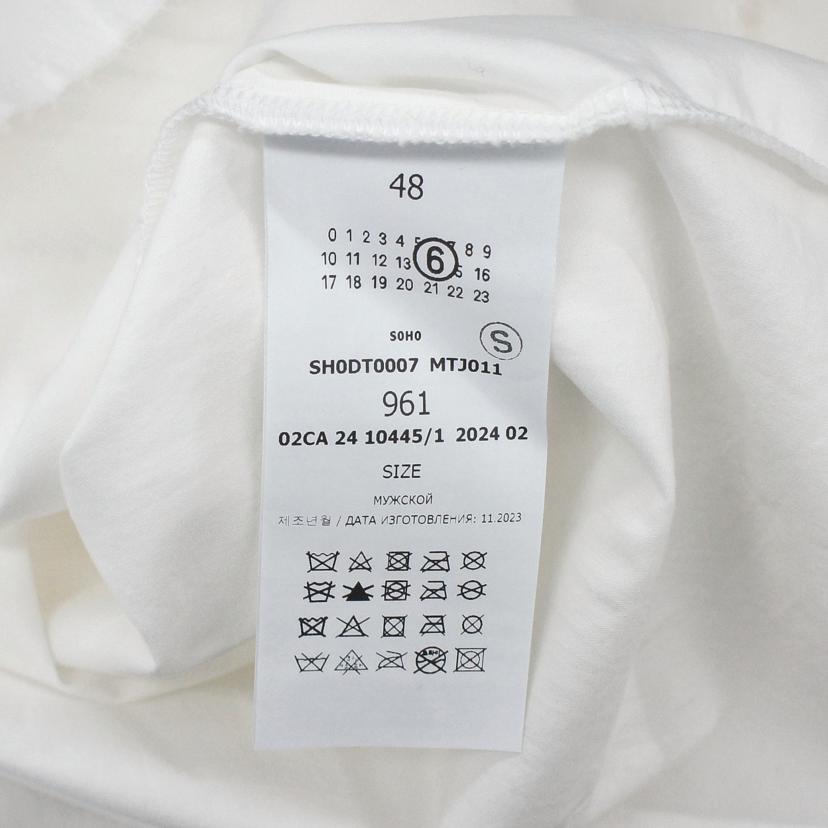 48
0 1 2 3 4 8 9
10 11 12 13 6 16
17 18 19 20 21 22 23
SOHO S
SH0DT0007 MTJ011
961
02CA 24 10445/1 2024 02
SIZE
МУЖСКОЙ
제조년월 / ДАТА ИЗГОТОВЛЕНИЯ: 11.2023